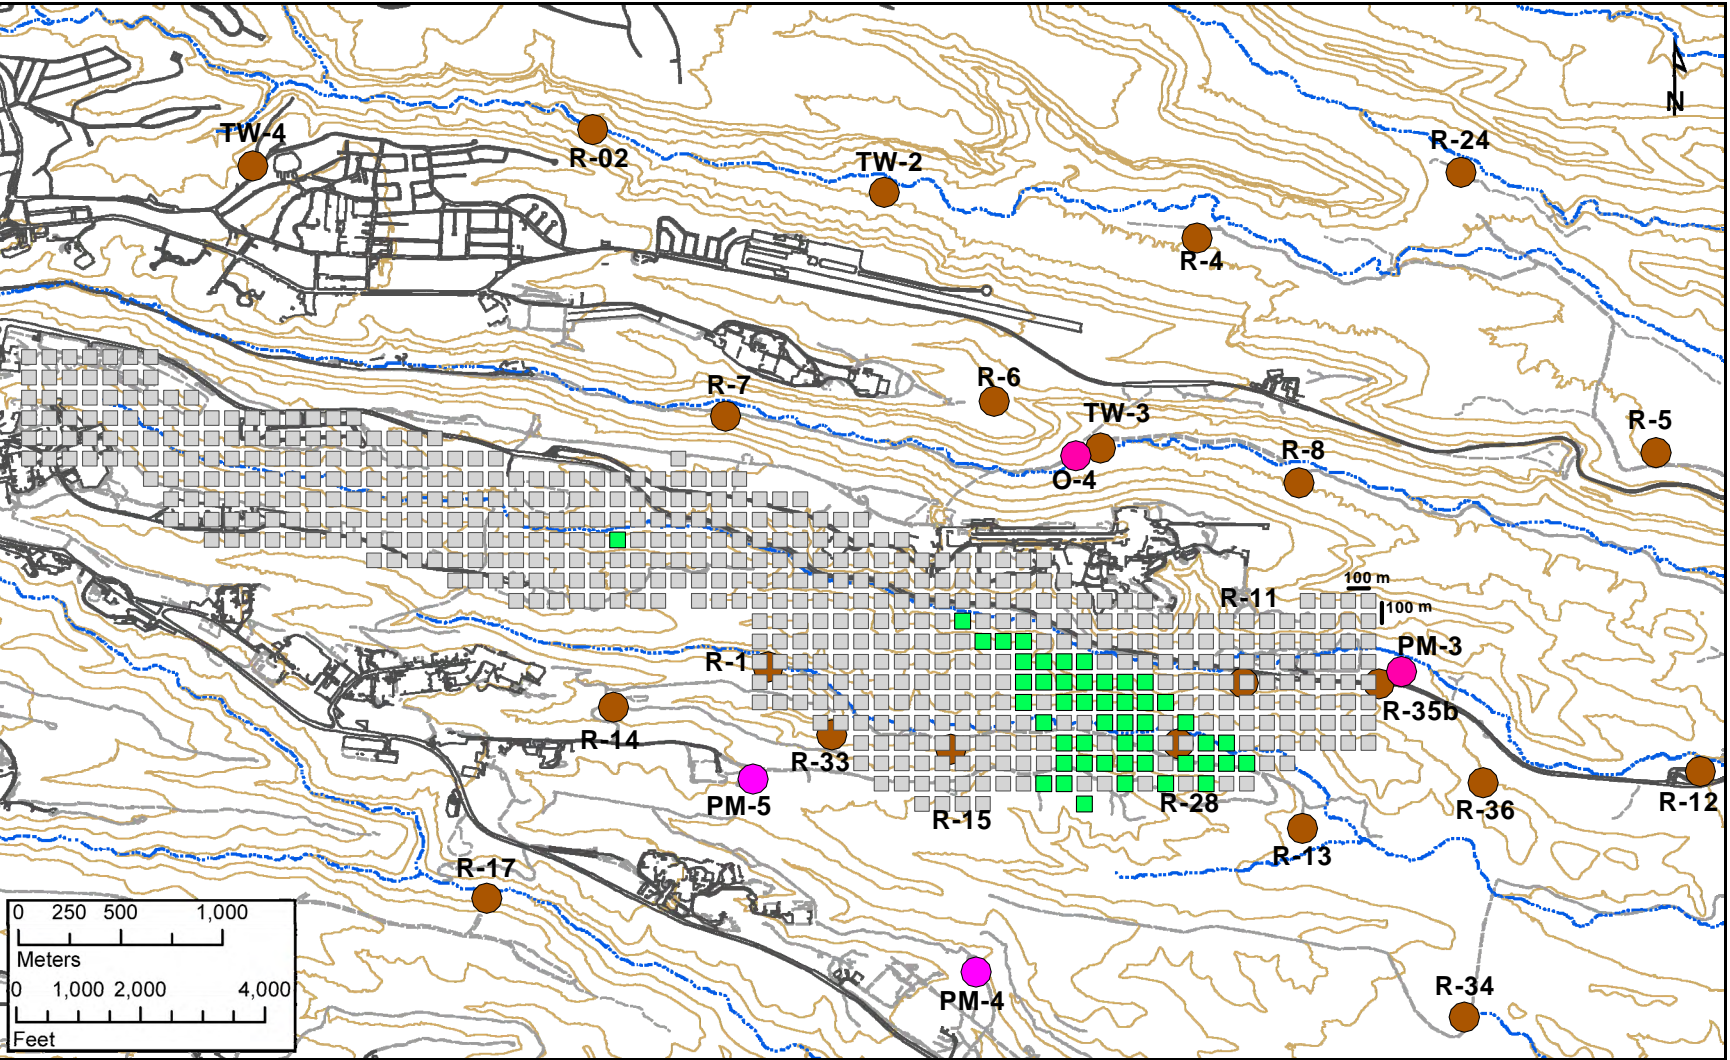 N
TW-4
R-02
TW-2
R-24
R-4
R-7
R-6
TW-3
O-4
R-8
R-5
100 m
100 m
R-11
R-1
PM-3
R-35b
R-14
R-33
PM-5
R-15
R-28
R-36
R-12
R-13
R-17
PM-4
R-34
0 250 500 1,000
Meters
0 1,000 2,000 4,000
Feet